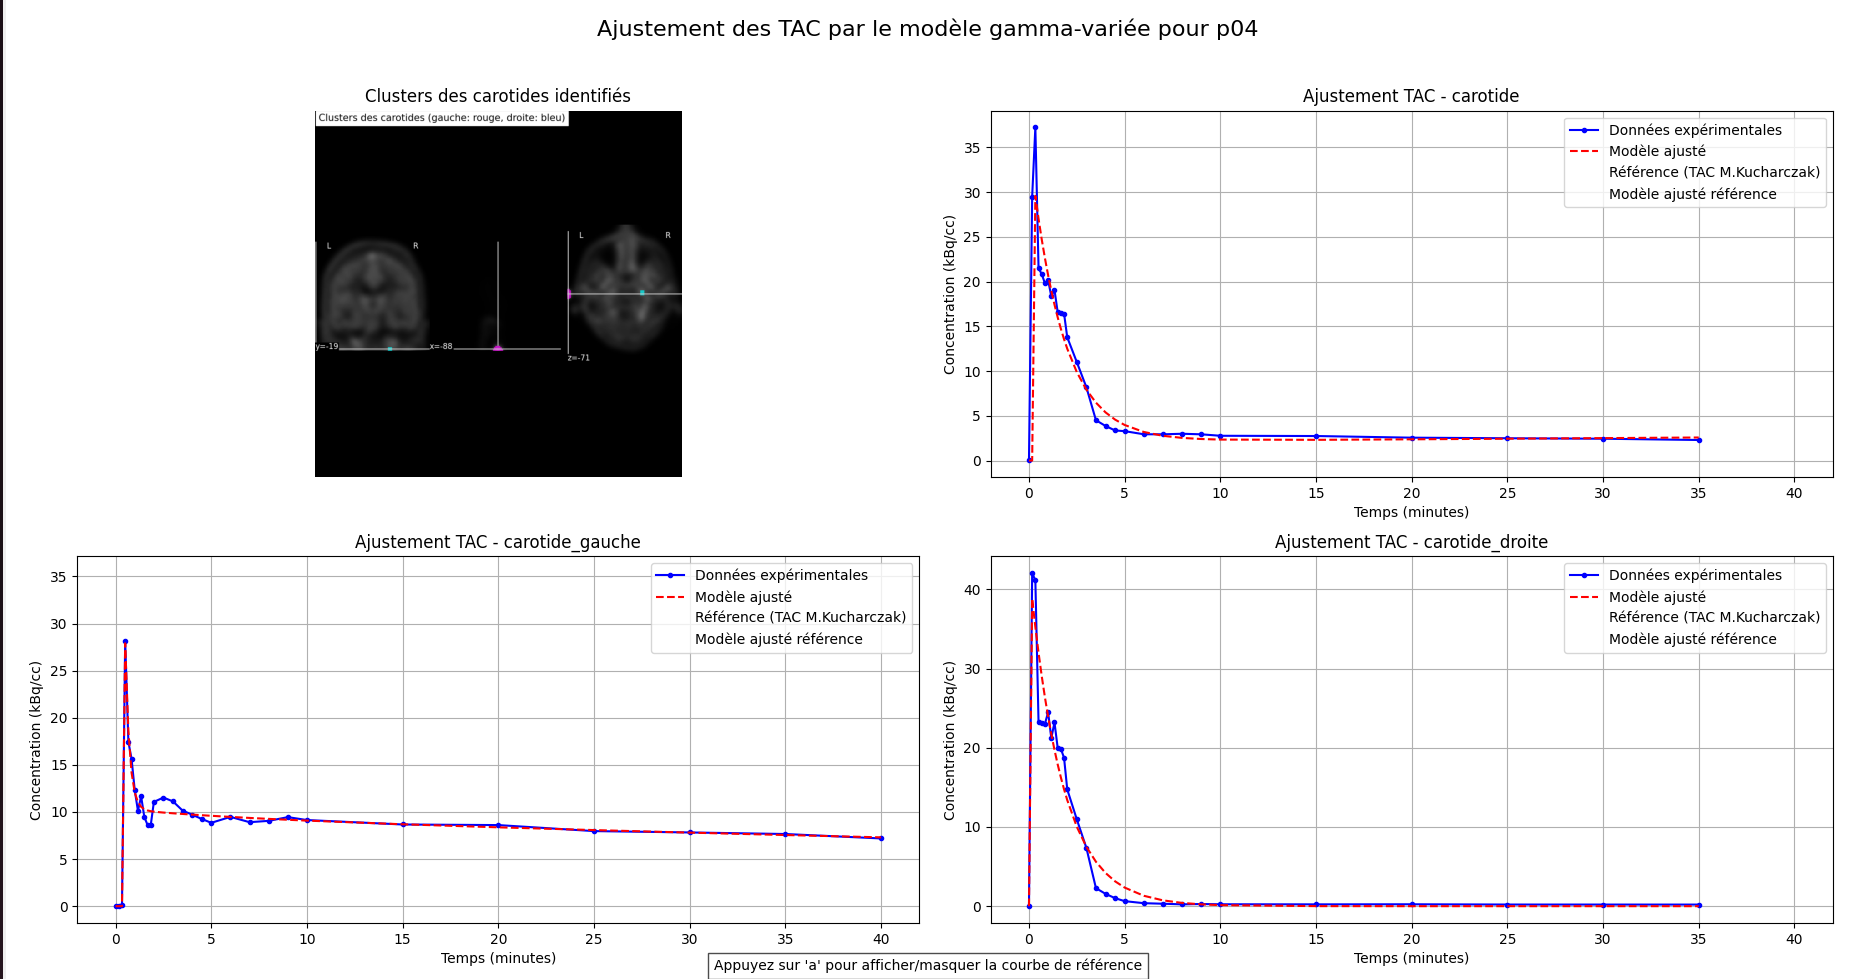 Ajustement des TAC par le modèle gamma-variée pour p04
Clusters des carotides identifiés
Clusters des carotides (gauche: rouge, droite: bleu)
L R
L R
y=-19
x=-88
z=-71
Ajustement TAC - carotide
Données expérimentales
Modèle ajusté
Référence (TAC M.Kucharczak)
Modèle ajusté référence
Concentration (kBq/cc)
35
30
25
20
15
10
5
0
0 5 10 15 20 25 30 35 40
Temps (minutes)
Ajustement TAC - carotide_gauche
Données expérimentales
Modèle ajusté
Référence (TAC M.Kucharczak)
Modèle ajusté référence
Concentration (kBq/cc)
35
30
25
20
15
10
5
0
0 5 10 15 20 25 30 35 40
Temps (minutes)
Ajustement TAC - carotide_droite
Données expérimentales
Modèle ajusté
Référence (TAC M.Kucharczak)
Modèle ajusté référence
Concentration (kBq/cc)
40
30
20
10
0
0 5 10 15 20 25 30 35 40
Temps (minutes)
Appuyez sur 'a' pour afficher/masquer la courbe de référence